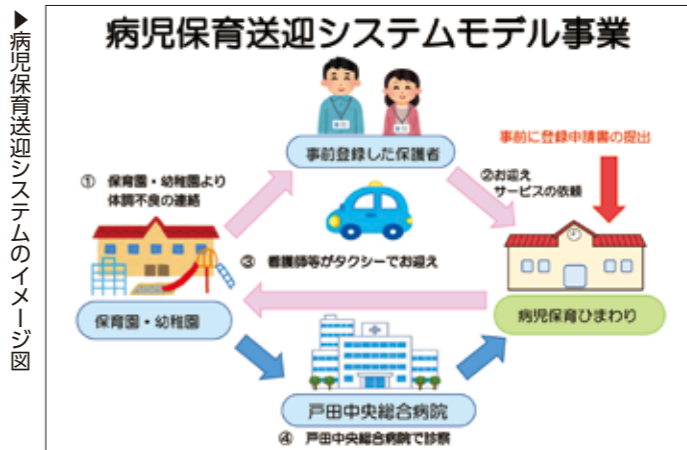 ▶病児保育送迎システムのイメージ図
病児保育送迎システムモデル事業
事前登録した保護者
事前に登録申請書の提出
① 保育園・幼稚園より
体調不良の連絡
②お迎え
サービスの依頼
③ 看護師等がタクシーでお迎え
保育園・幼稚園
病児保育ひまわり
戸田中央総合病院
④ 戸田中央総合病院で診察